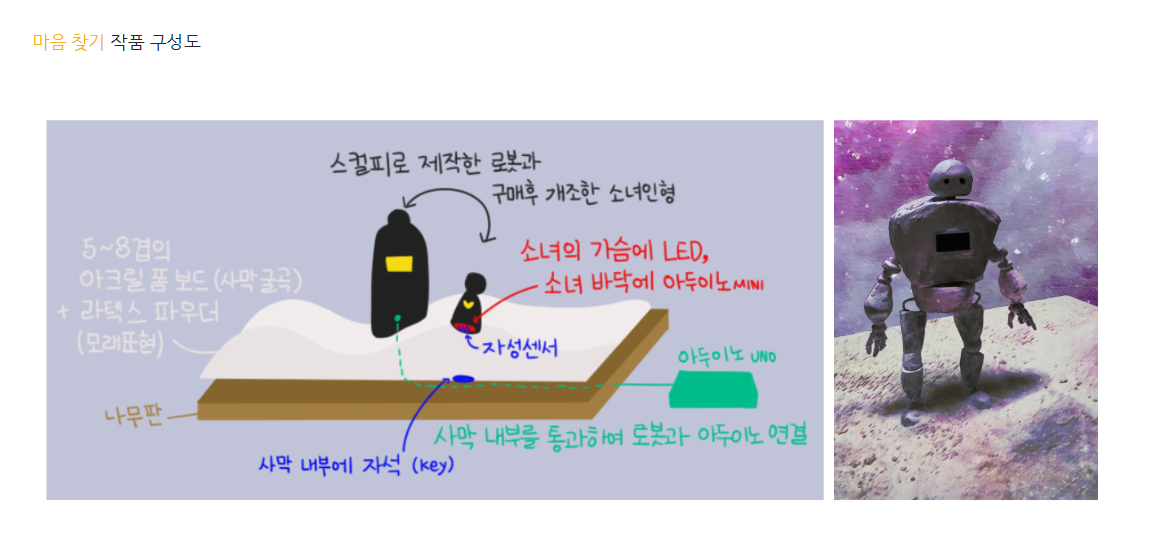 마음 찾기 작품 구성도
스컬피로 제작한 로봇과
구매후 개조한 소녀인형
5~8겹의
아크릴 폼 보드 (사막굴곡)
+ 라텍스 파우더
(모래표현)
소녀의 가슴에 LED,
소녀 바닥에 아두이노 MINI
자성센서
아두이노 UNO
나무판
사막 내부를 통과하여 로봇과 아두이노 연결
사막 내부에 자석 (key)